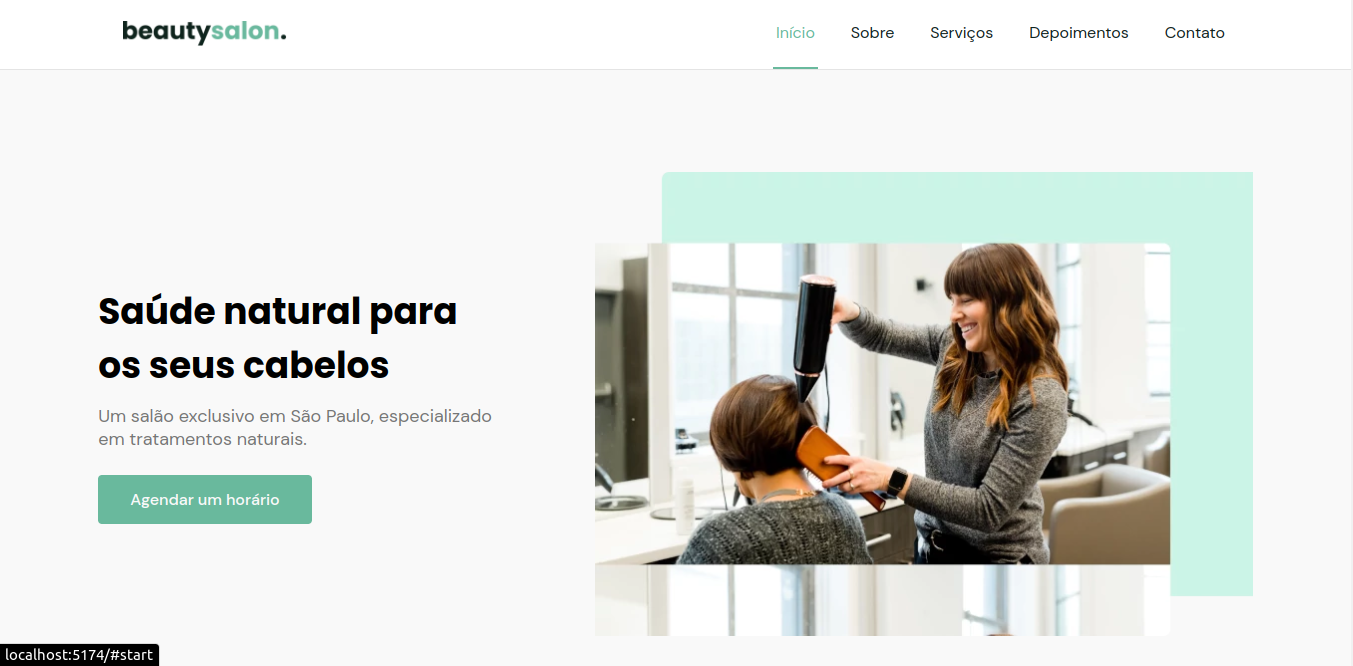 beautysalon.
Início Sobre Serviços Depoimentos Contato
Saúde natural para
os seus cabelos
Um salão exclusivo em São Paulo, especializado
em tratamentos naturais.
Agendar um horário
localhost:5174/#start